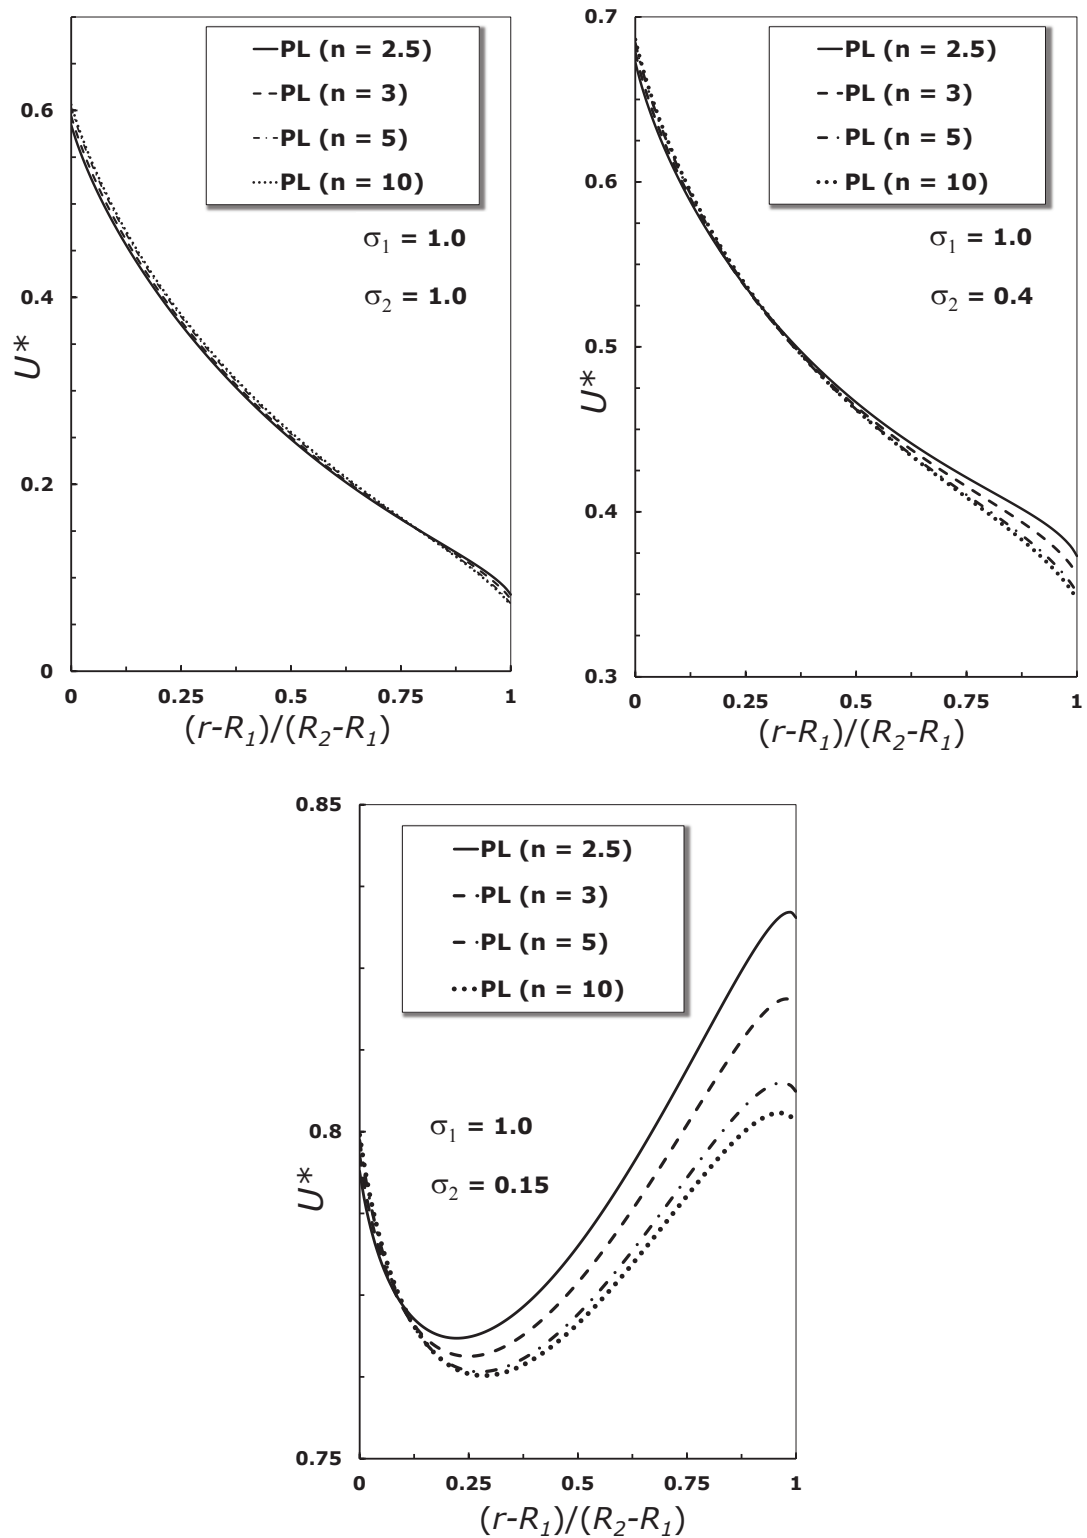 PL (n = 2.5)
PL (n = 3)
PL (n = 5)
PL (n = 10)
σ1 = 1.0
σ2 = 1.0
U*
0.6
0.4
0.2
0
0 0.25 0.5 0.75 1
(r-R1)/(R2-R1)
PL (n = 2.5)
PL (n = 3)
PL (n = 5)
PL (n = 10)
σ1 = 1.0
σ2 = 0.4
U*
0.7
0.6
0.5
0.4
0.3
0 0.25 0.5 0.75 1
(r-R1)/(R2-R1)
PL (n = 2.5)
PL (n = 3)
PL (n = 5)
PL (n = 10)
σ1 = 1.0
σ2 = 0.15
U*
0.85
0.8
0.75
0 0.25 0.5 0.75 1
(r-R1)/(R2-R1)